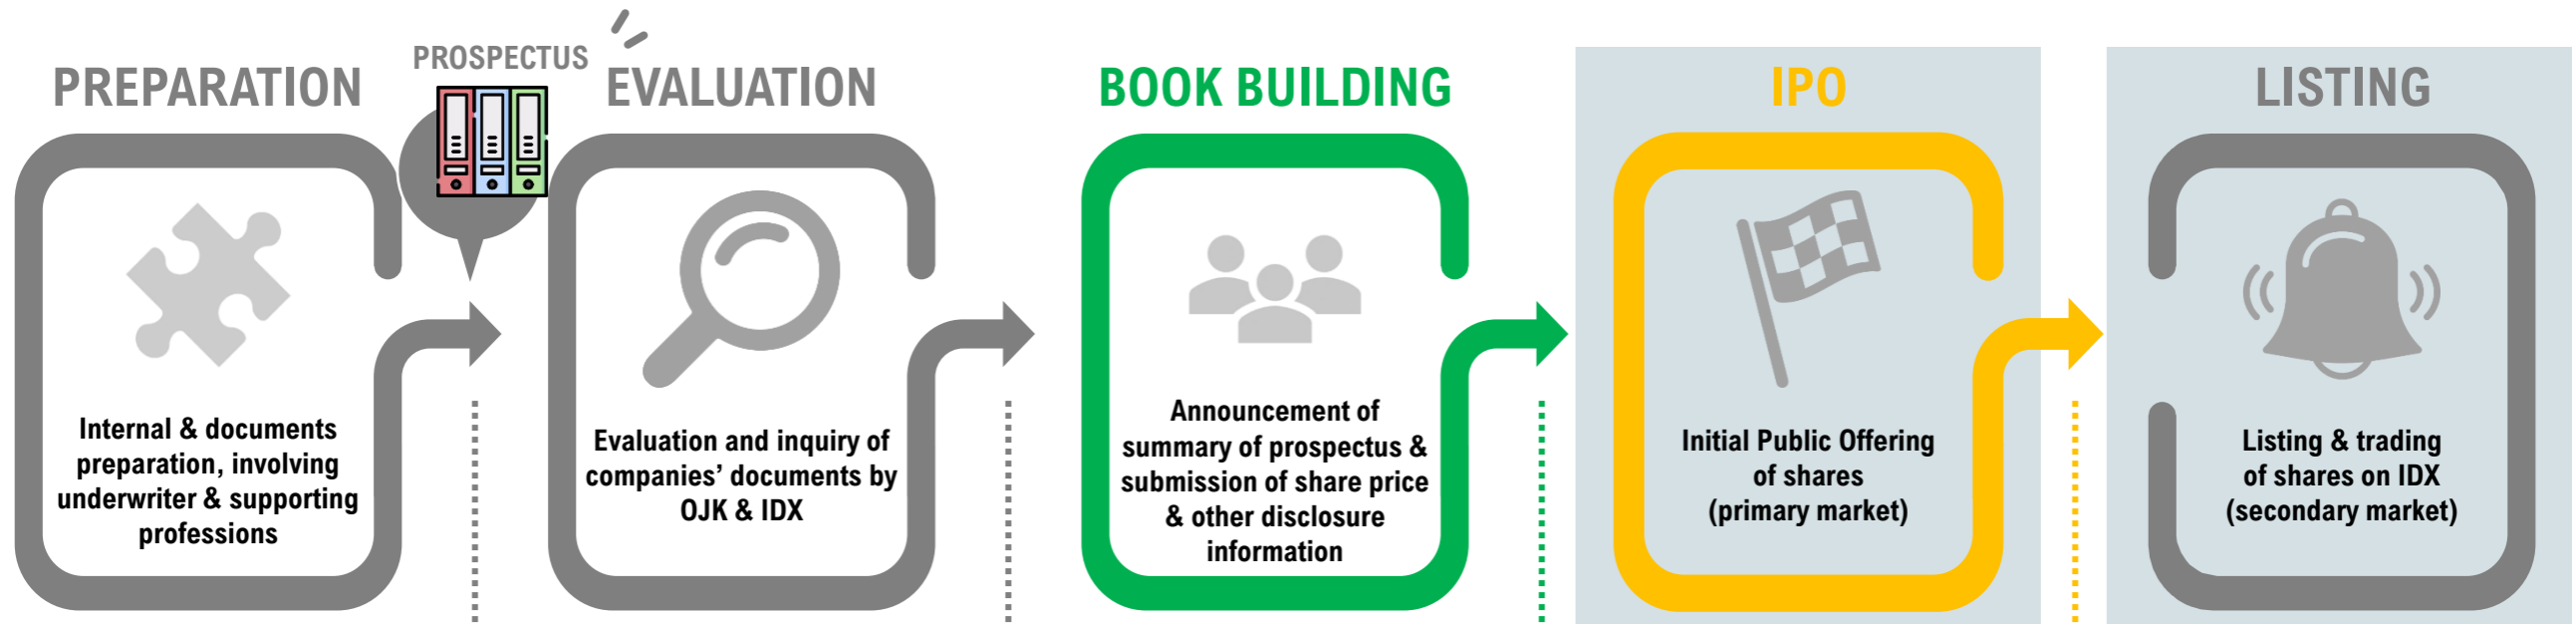 PREPARATION
Internal & documents
preparation, involving
underwriter & supporting
professions
PROSPECTUS
EVALUATION
Evaluation and inquiry of
companies’ documents by
OJK & IDX
BOOK BUILDING
Announcement of
summary of prospectus &
submission of share price
& other disclosure
information
IPO
Initial Public Offering
of shares
(primary market)
LISTING
Listing & trading
of shares on IDX
(secondary market)